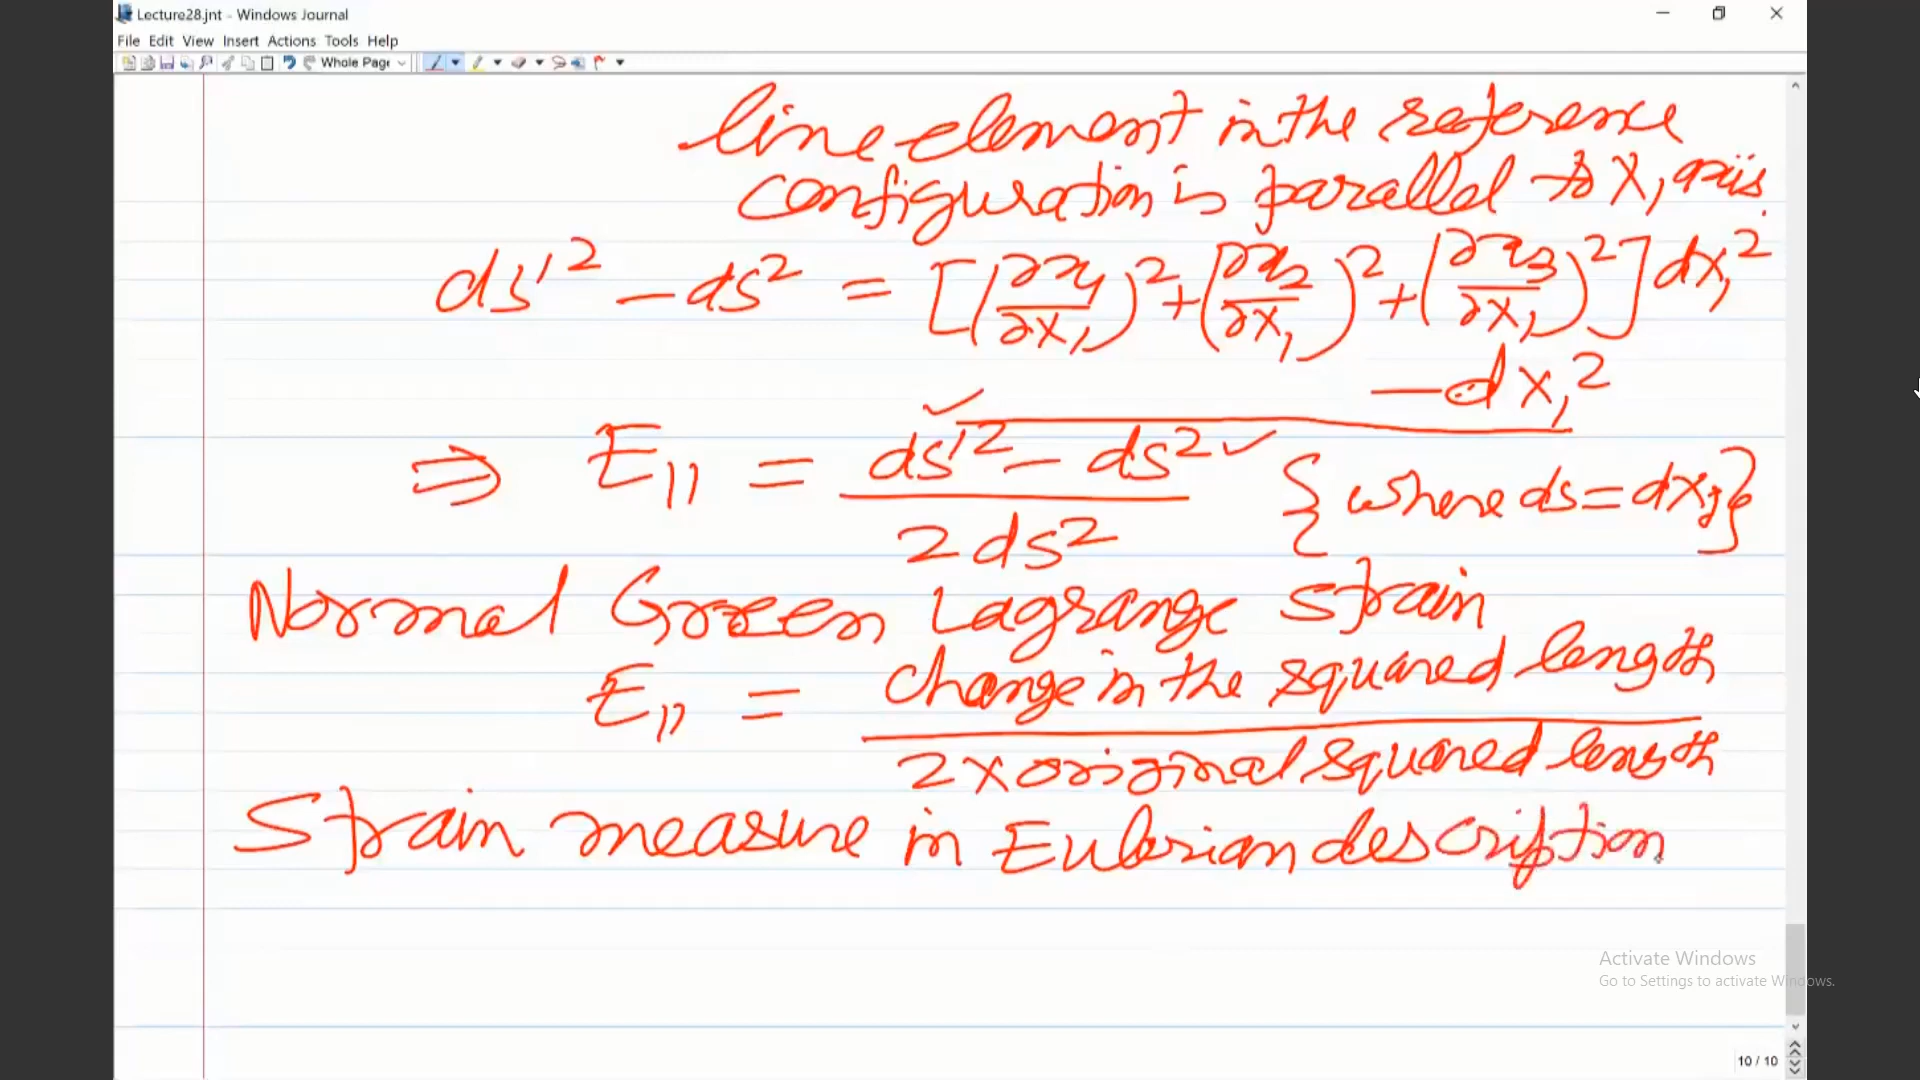 Lecture28.jnt - Windows Journal
File Edit View Insert Actions Tools Help
Whole Page
line element in the reference
configuration is parallel to X₁ axis.
ds'² - ds² = [(∂x₁/∂X₁)² + (∂x₂/∂X₁)² + (∂x₃/∂X₁)²] dX₁²
- dX₁²
⇒ E₁₁ = (ds'² - ds²) / 2ds² {where ds = dX₁}
Normal Green Lagrange strain
E₁₁ = change in the squared length
2 x original squared length
Strain measure in Eulerian description
Activate Windows
Go to Settings to activate Windows.
10 / 10